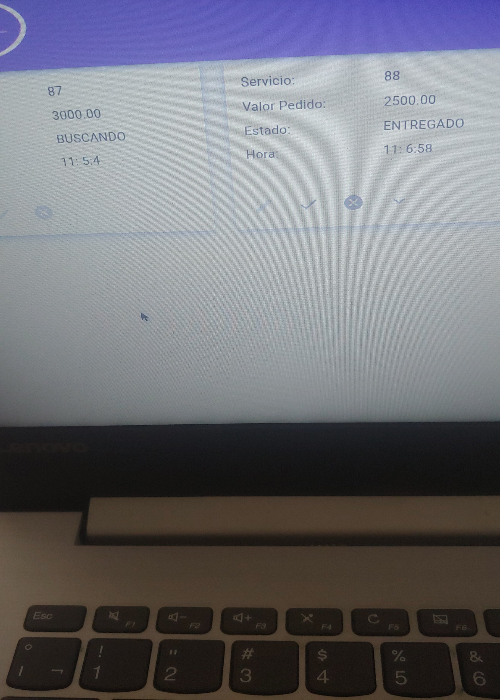 87
3000.00
BUSCANDO
11: 5:4
Servicio: 88
Valor Pedido: 2500.00
Estado: ENTREGADO
Hora: 11: 6:58
Lenovo
Esc F1 F2 F3 F4 F5 F6
° ! " # $ % &
| ¬ 1 2 3 4 5 6